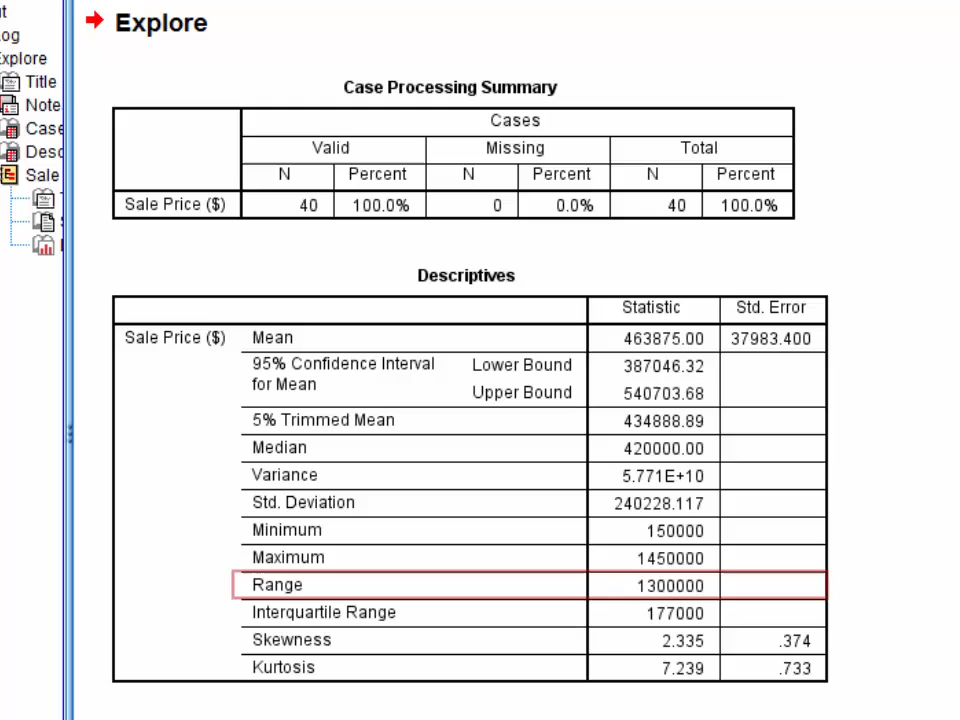 Explore
Log
Explore
Title
Note
Case
Desc
Sale
Case Processing Summary
Cases
Valid Missing Total
N Percent N Percent N Percent
Sale Price ($) 40 100.0% 0 0.0% 40 100.0%
Descriptives
Statistic Std. Error
Sale Price ($) Mean 463875.00 37983.400
95% Confidence Interval for Mean Lower Bound 387046.32
Upper Bound 540703.68
5% Trimmed Mean 434888.89
Median 420000.00
Variance 5.771E+10
Std. Deviation 240228.117
Minimum 150000
Maximum 1450000
Range 1300000
Interquartile Range 177000
Skewness 2.335 .374
Kurtosis 7.239 .733